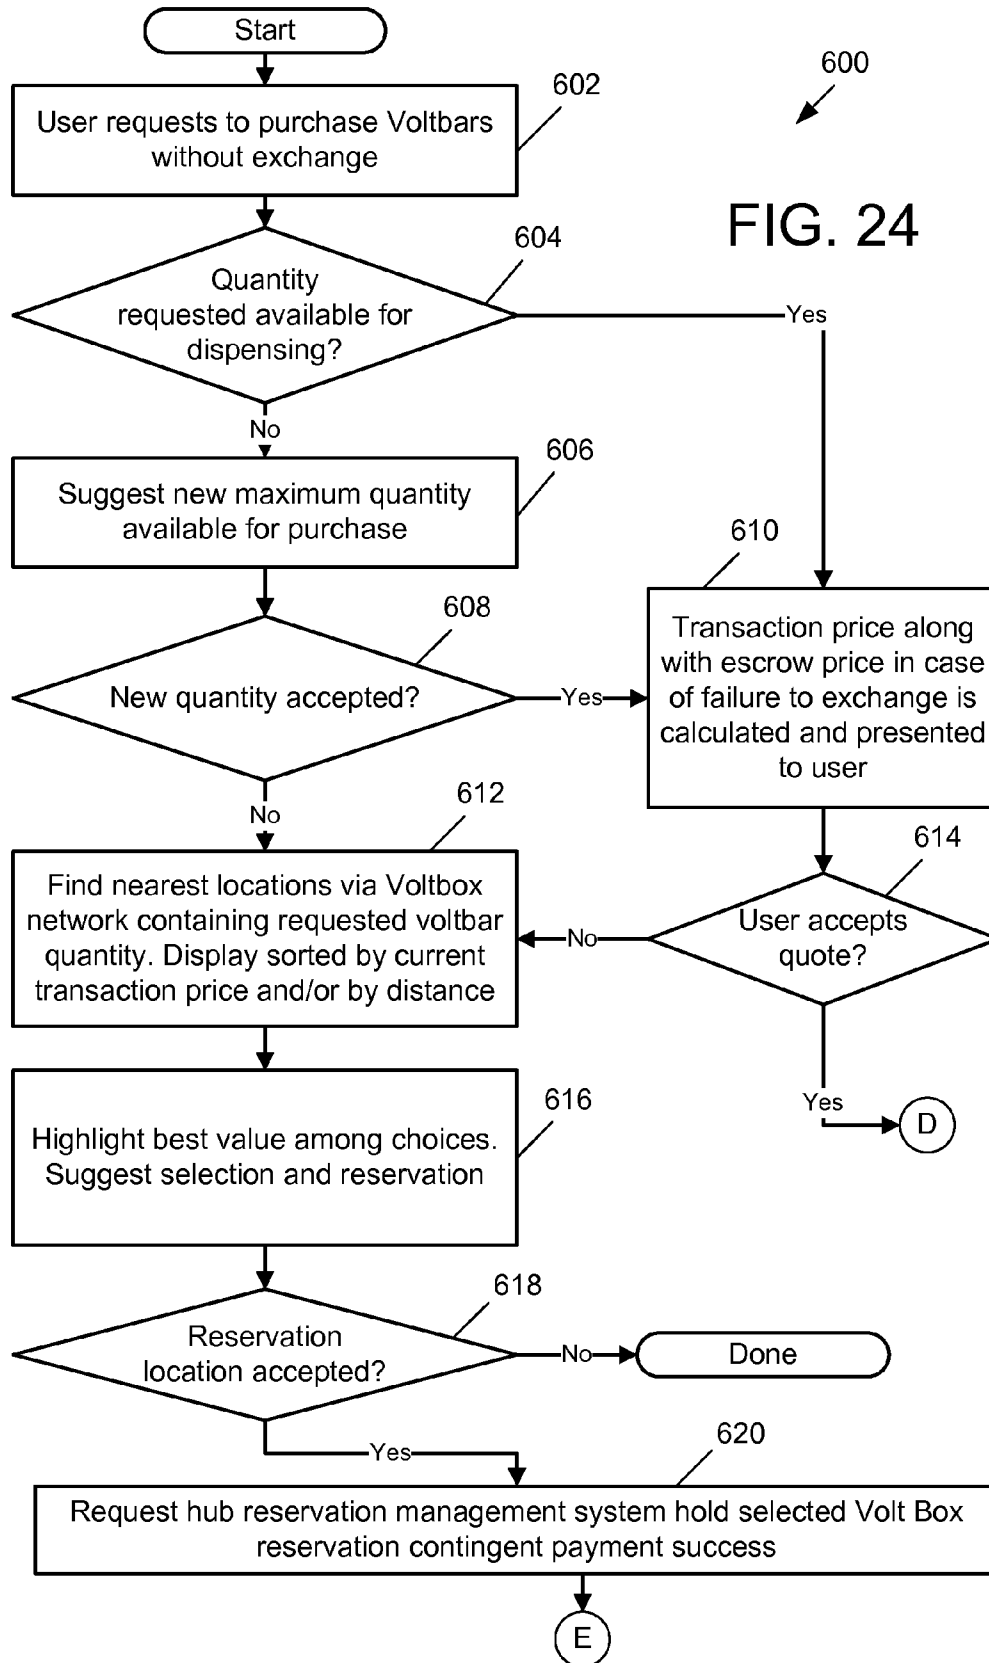 Start
600
602
User requests to purchase Voltbars
without exchange
FIG. 24
604
Quantity
requested available for
dispensing?
Yes
No
606
Suggest new maximum quantity
available for purchase
610
608
Transaction price along
with escrow price in case
of failure to exchange is
calculated and presented
to user
New quantity accepted?
Yes
No
612
614
Find nearest locations via Voltbox
network containing requested voltbar
quantity. Display sorted by current
transaction price and/or by distance
No
User accepts
quote?
Yes
D
616
Highlight best value among choices.
Suggest selection and reservation
618
Reservation
location accepted?
No
Done
Yes
620
Request hub reservation management system hold selected Volt Box
reservation contingent payment success
E